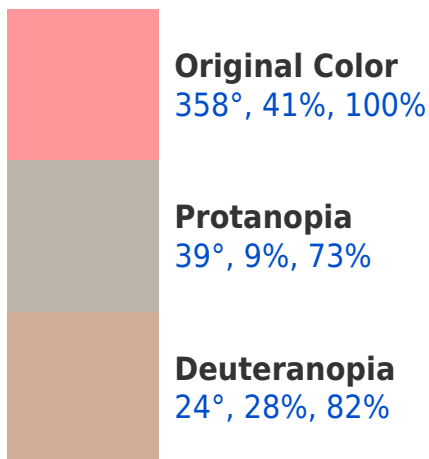 Original Color
358°, 41%, 100%
Protanopia
39°, 9%, 73%
Deuteranopia
24°, 28%, 82%